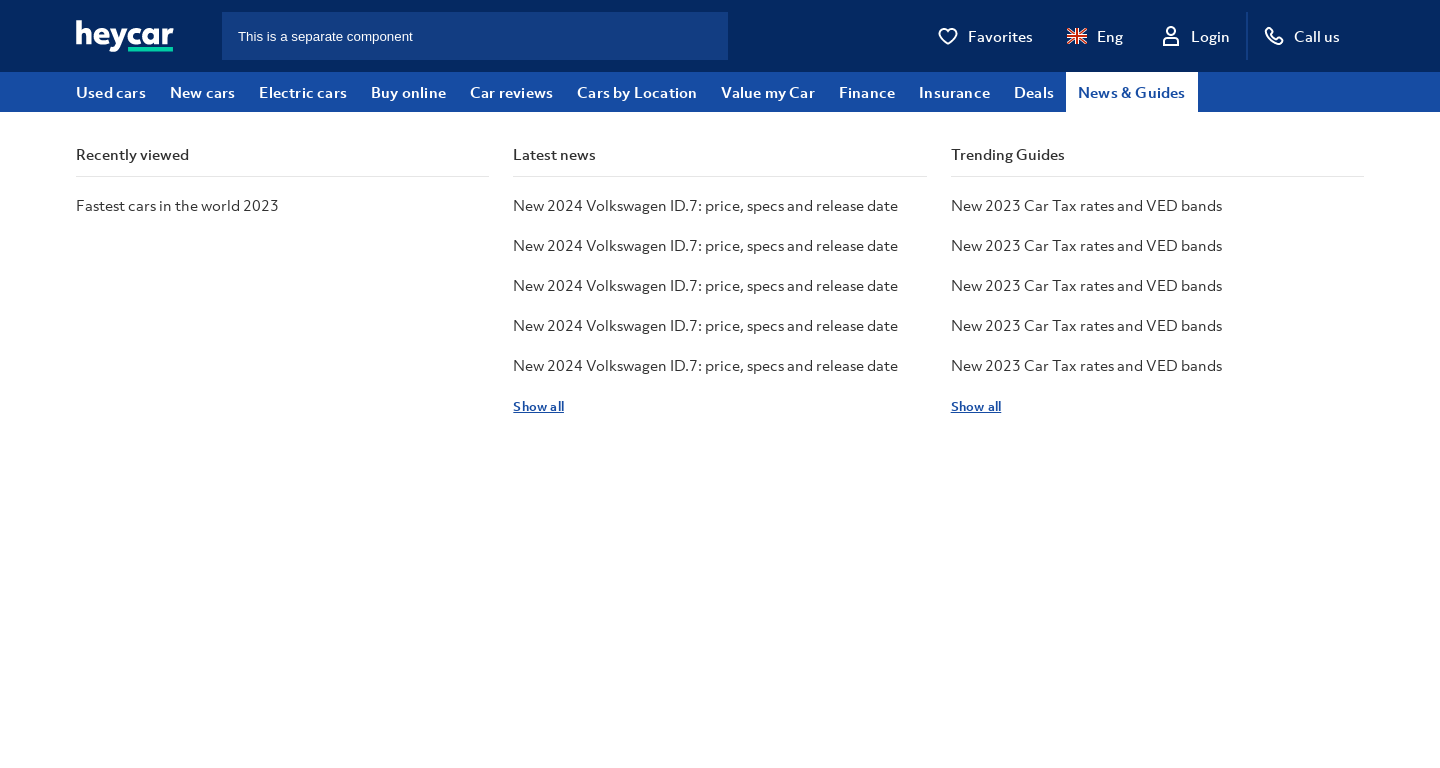 heycar
This is a separate component
Favorites
Eng
Login
Call us
Used cars New cars Electric cars Buy online Car reviews Cars by Location Value my Car Finance Insurance Deals News & Guides
Recently viewed
Fastest cars in the world 2023
Latest news
New 2024 Volkswagen ID.7: price, specs and release date
New 2024 Volkswagen ID.7: price, specs and release date
New 2024 Volkswagen ID.7: price, specs and release date
New 2024 Volkswagen ID.7: price, specs and release date
New 2024 Volkswagen ID.7: price, specs and release date
Show all
Trending Guides
New 2023 Car Tax rates and VED bands
New 2023 Car Tax rates and VED bands
New 2023 Car Tax rates and VED bands
New 2023 Car Tax rates and VED bands
New 2023 Car Tax rates and VED bands
Show all